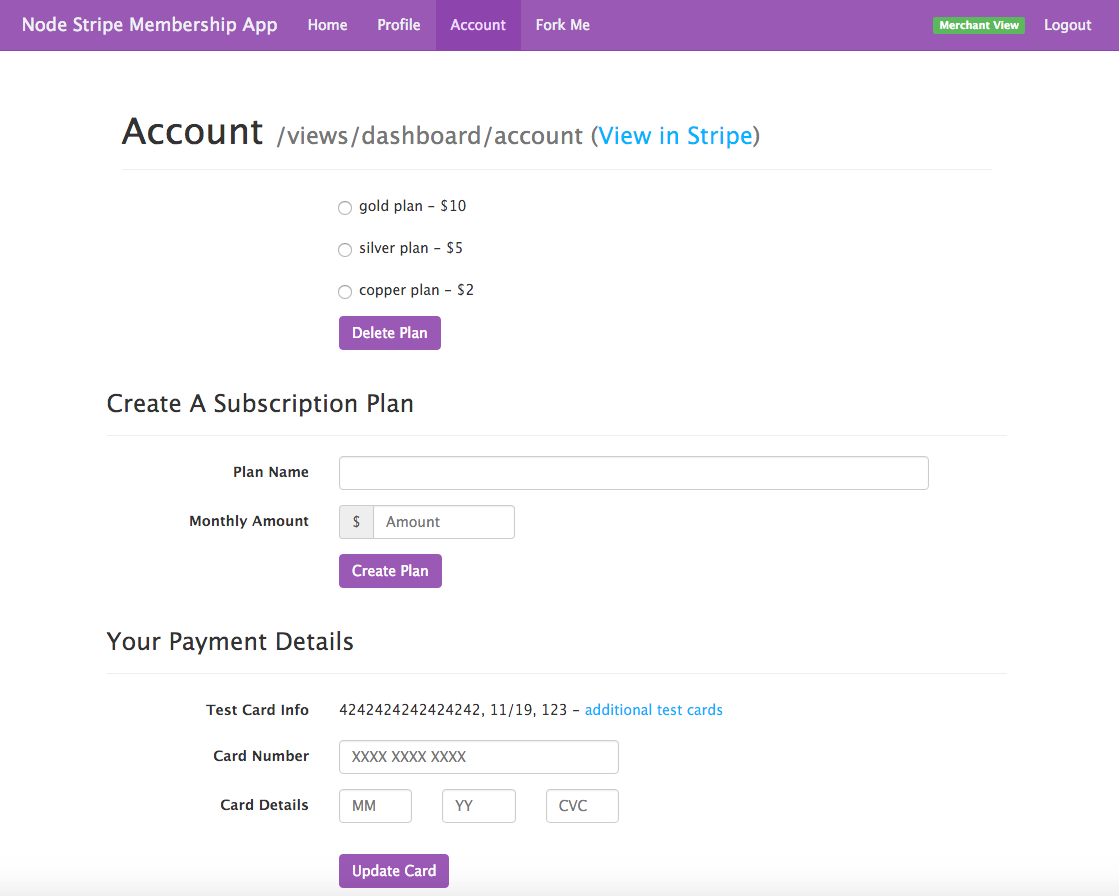 Node Stripe Membership App Home Profile Account Fork Me Merchant View Logout
Account /views/dashboard/account (View in Stripe)
gold plan – $10
silver plan – $5
copper plan – $2
Delete Plan
Create A Subscription Plan
Plan Name
Monthly Amount $ Amount
Create Plan
Your Payment Details
Test Card Info 4242424242424242, 11/19, 123 – additional test cards
Card Number XXXX XXXX XXXX
Card Details MM YY CVC
Update Card